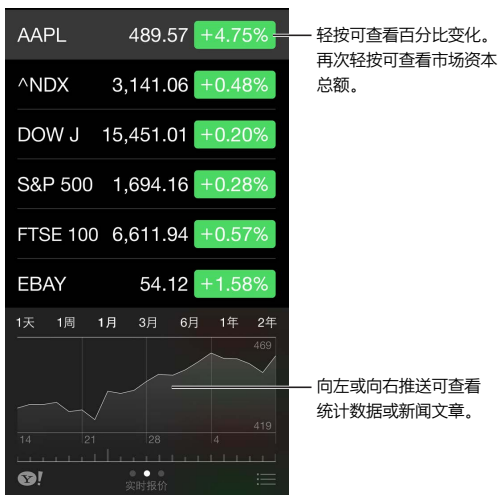 AAPL 489.57 +4.75%
轻按可查看百分比变化。
再次轻按可查看市场资本
总额。
^NDX 3,141.06 +0.48%
DOW J 15,451.01 +0.20%
S&P 500 1,694.16 +0.28%
FTSE 100 6,611.94 +0.57%
EBAY 54.12 +1.58%
1天 1周 1月 3月 6月 1年 2年
469
向左或向右推送可查看
统计数据或新闻文章。
419
14 21 28 4
Y!
实时报价